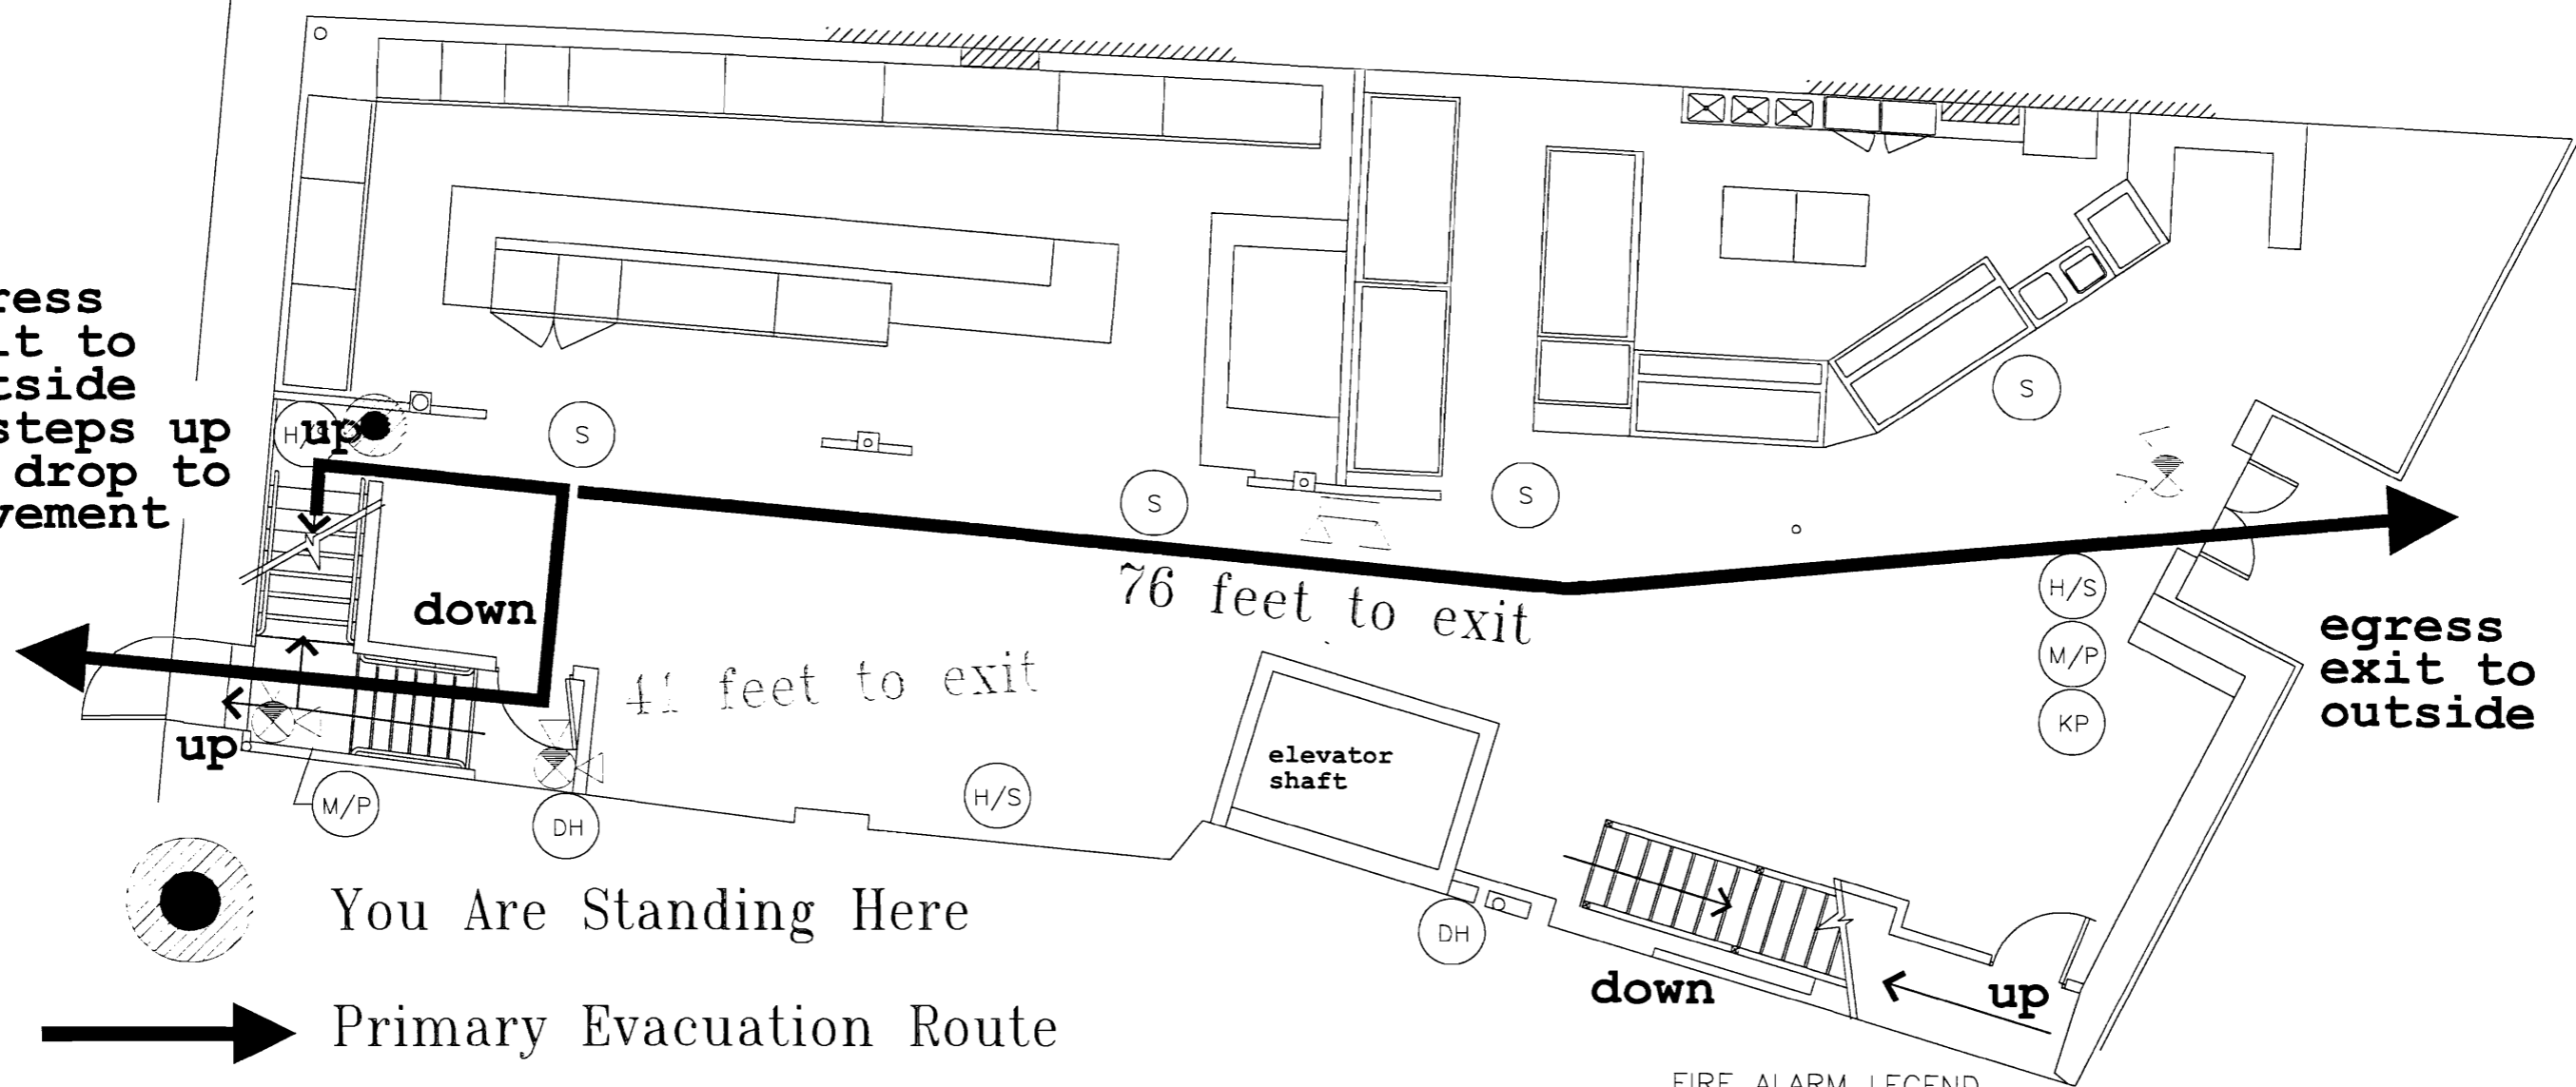 ress
it to
tside
steps up
drop to
vement
H/S
up
S
S
S
S
down
76 feet to exit
41 feet to exit
up
M/P
DH
H/S
elevator
shaft
H/S
M/P
KP
egress
exit to
outside
DH
down
up
You Are Standing Here
Primary Evacuation Route
FIRE ALARM LEGEND